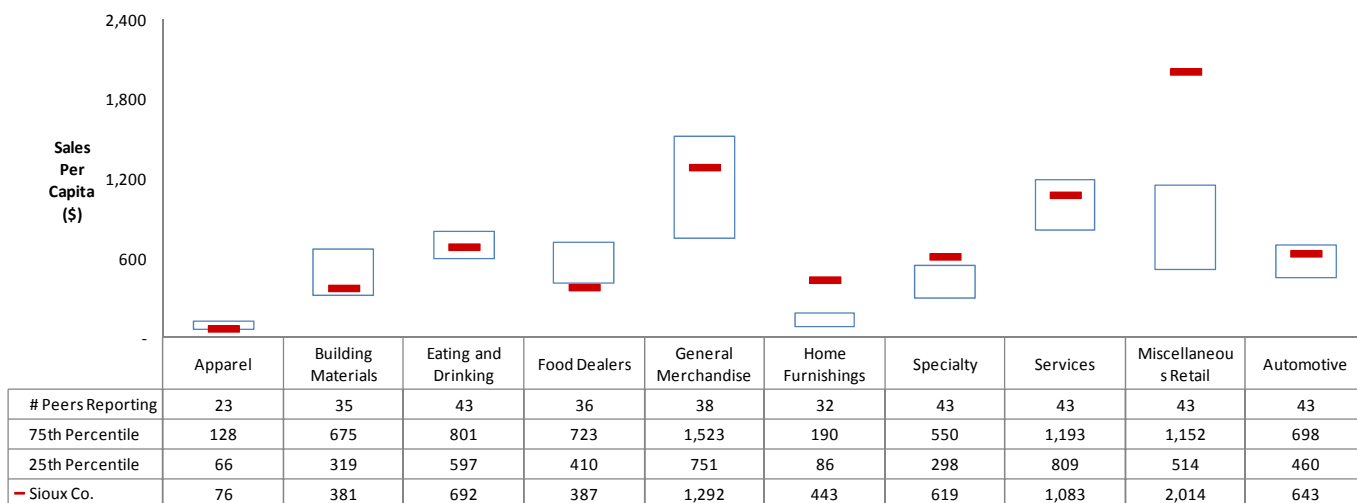 2,400
1,800
Sales
Per
Capita
($)
1,200
600
-
Apparel
Building
Materials
Eating and
Drinking
Food Dealers
General
Merchandise
Home
Furnishings
Specialty
Services
Miscellaneou
s Retail
Automotive
# Peers Reporting 23 35 43 36 38 32 43 43 43 43
75th Percentile 128 675 801 723 1,523 190 550 1,193 1,152 698
25th Percentile 66 319 597 410 751 86 298 809 514 460
Sioux Co. 76 381 692 387 1,292 443 619 1,083 2,014 643